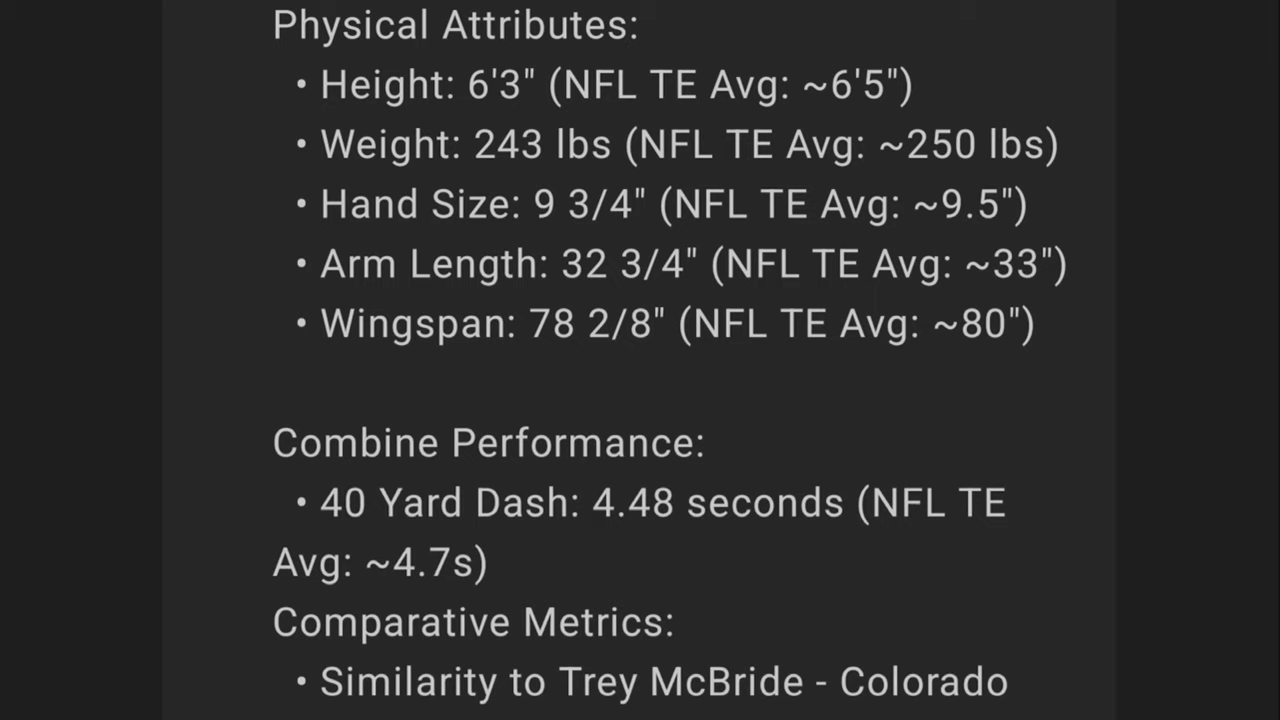 Physical Attributes:
• Height: 6'3" (NFL TE Avg: ~6'5")
• Weight: 243 lbs (NFL TE Avg: ~250 lbs)
• Hand Size: 9 3/4" (NFL TE Avg: ~9.5")
• Arm Length: 32 3/4" (NFL TE Avg: ~33")
• Wingspan: 78 2/8" (NFL TE Avg: ~80")
Combine Performance:
• 40 Yard Dash: 4.48 seconds (NFL TE
Avg: ~4.7s)
Comparative Metrics:
• Similarity to Trey McBride - Colorado